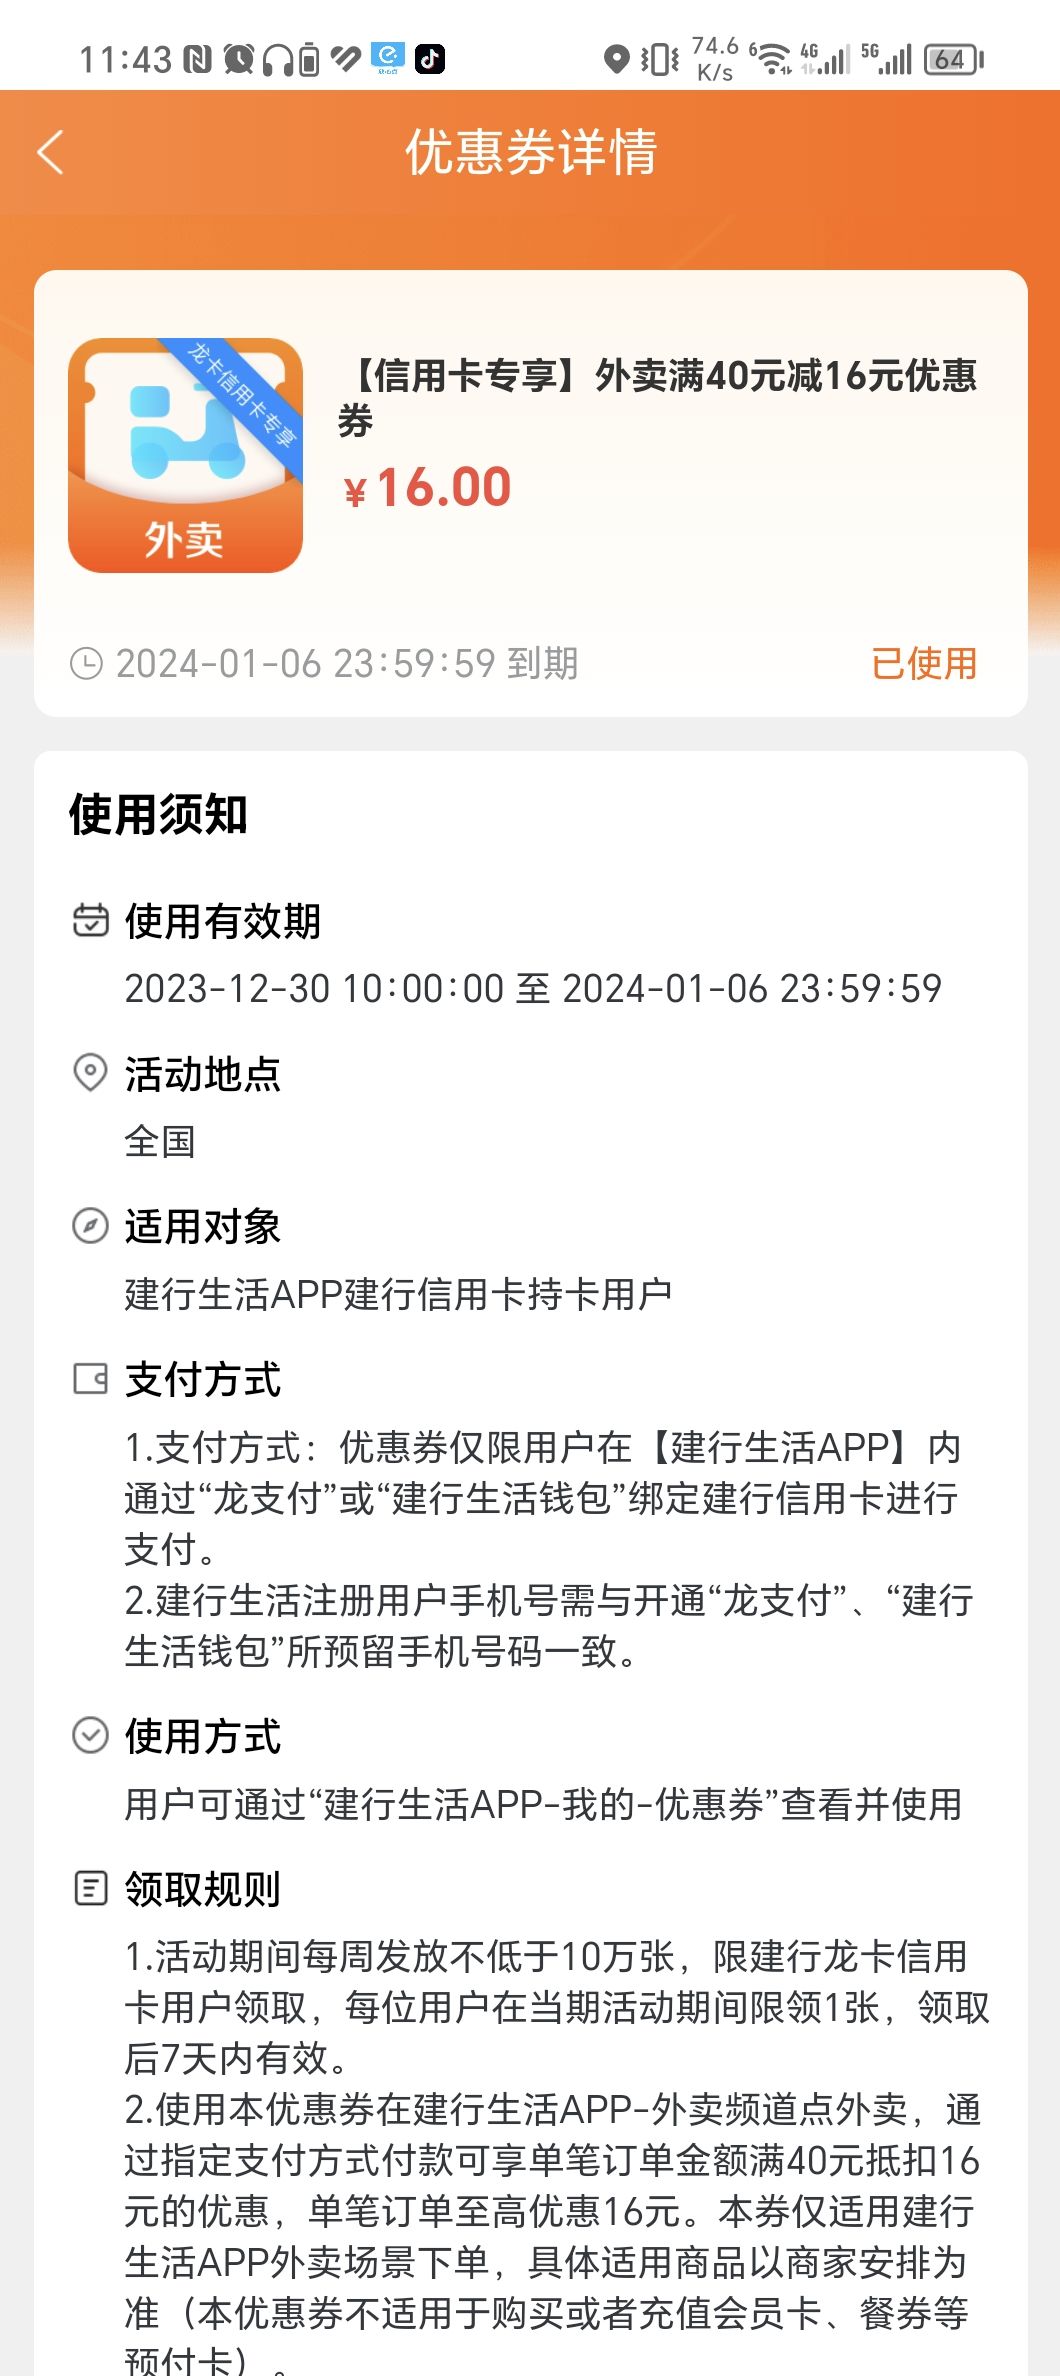 11:43
74.6
K/s
6
4G
5G
64
优惠券详情
龙卡信用卡专享
外卖
【信用卡专享】外卖满40元减16元优惠
券
¥16.00
2024-01-06 23:59:59 到期
已使用
使用须知
使用有效期
2023-12-30 10:00:00 至 2024-01-06 23:59:59
活动地点
全国
适用对象
建行生活APP建行信用卡持卡用户
支付方式
1.支付方式：优惠券仅限用户在【建行生活APP】内
通过“龙支付”或“建行生活钱包”绑定建行信用卡进行
支付。
2.建行生活注册用户手机号需与开通“龙支付”、“建行
生活钱包”所预留手机号码一致。
使用方式
用户可通过“建行生活APP-我的-优惠券”查看并使用
领取规则
1.活动期间每周发放不低于10万张，限建行龙卡信用
卡用户领取，每位用户在当期活动期间限领1张，领取
后7天内有效。
2.使用本优惠券在建行生活APP-外卖频道点外卖，通
过指定支付方式付款可享单笔订单金额满40元抵扣16
元的优惠，单笔订单至高优惠16元。本券仅适用建行
生活APP外卖场景下单，具体适用商品以商家安排为
准（本优惠券不适用于购买或者充值会员卡、餐券等
预付卡）。